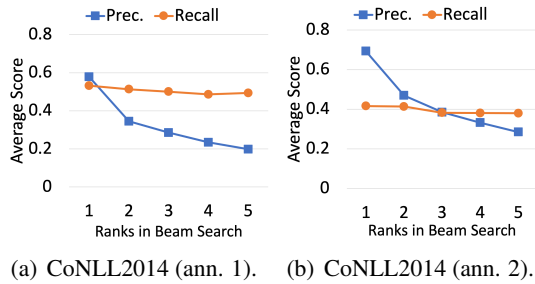 Prec. Recall
0.8
0.6
0.4
0.2
0
Average Score
1 2 3 4 5
Ranks in Beam Search
(a) CoNLL2014 (ann. 1).
Prec. Recall
0.8
0.6
0.4
0.2
0
Average Score
1 2 3 4 5
Ranks in Beam Search
(b) CoNLL2014 (ann. 2).